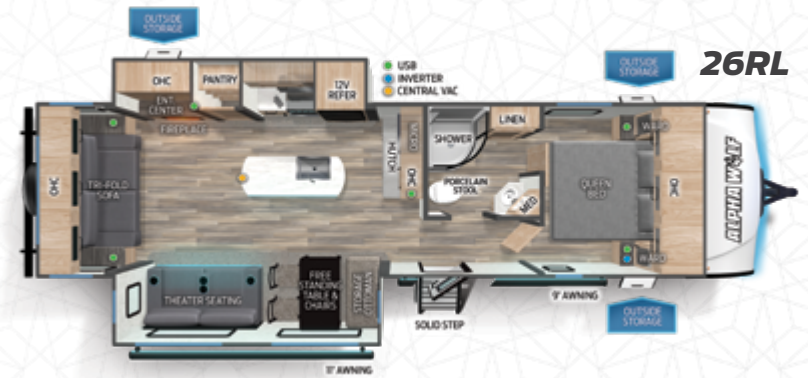 OUTSIDE
STORAGE
OUTSIDE
STORAGE
26RL
USB
INVERTER
CENTRAL VAC
OHC
PANTRY
12V
REFER
ENT.
CENTER
FIREPLACE
MICRO
HUTCH
OHC
SHOWER
LINEN
WARD
OHC
TRI-FOLD
SOFA
PORCELAIN
STOOL
MED
QUEEN
BED
OHC
ALPHA WOLF
WARD
THEATER SEATING
FREE
STANDING
TABLE &
CHAIRS
STORAGE
OTTOMAN
SOLID STEP
9' AWNING
OUTSIDE
STORAGE
11' AWNING